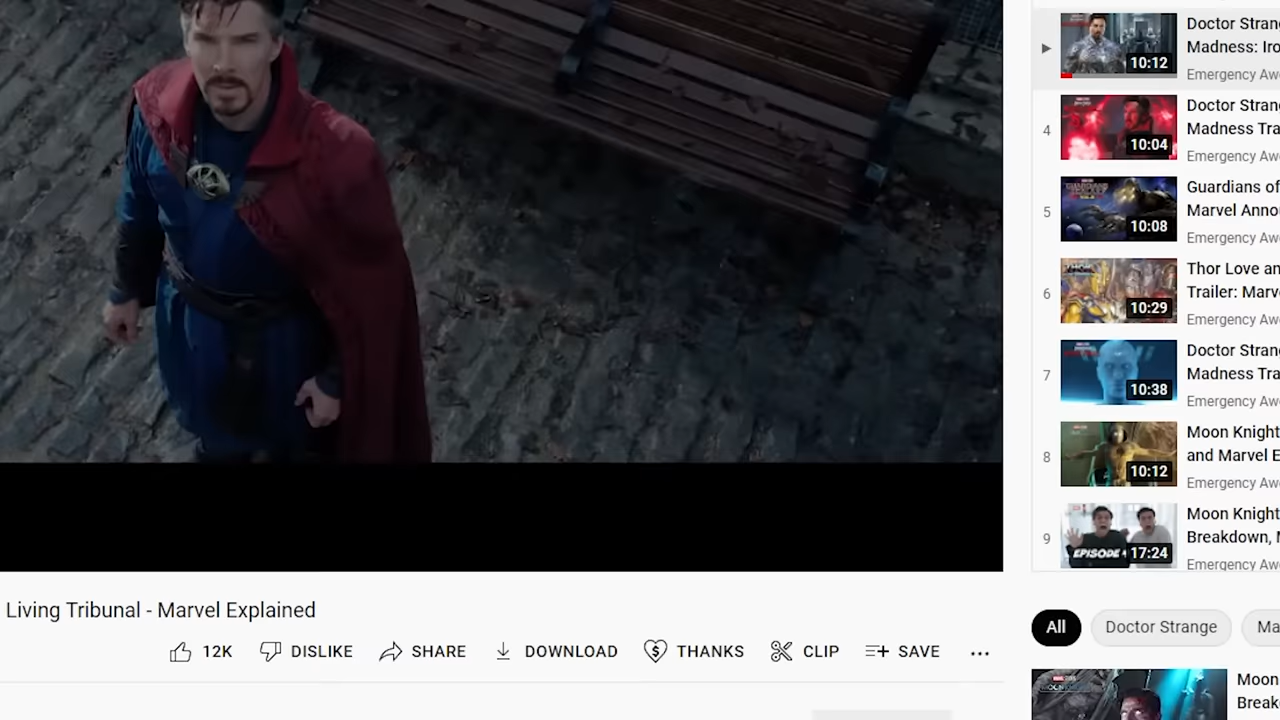 Living Tribunal - Marvel Explained
12K
DISLIKE
SHARE
DOWNLOAD
THANKS
CLIP
SAVE
10:12
Doctor Stran
Madness: Iro
Emergency Aw
4
10:04
Doctor Stran
Madness Tra
Emergency Aw
5
10:08
Guardians of
Marvel Anno
Emergency Aw
6
10:29
Thor Love an
Trailer: Marv
Emergency Aw
7
10:38
Doctor Stran
Madness Tra
Emergency Aw
8
10:12
Moon Knight
and Marvel E
Emergency Aw
9
EPISODE
17:24
Moon Knight
Breakdown, M
Emergency Aw
All
Doctor Strange
Ma
Moon
Break